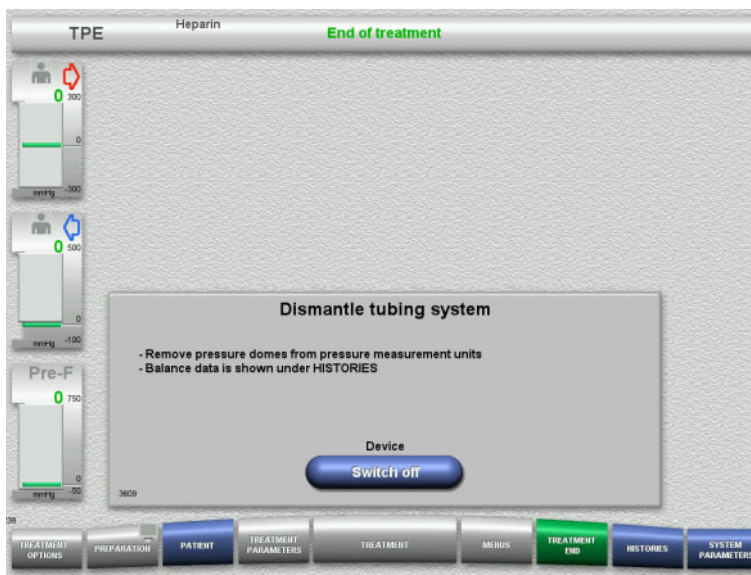 TPE
Heparin
End of treatment
0
300
0
mmHg
-300
0
500
0
mmHg
-100
Pre-F
0
750
0
mmHg
-50
Dismantle tubing system
- Remove pressure domes from pressure measurement units
- Balance data is shown under HISTORIES
Device
Switch off
3609
38
TREATMENT
OPTIONS
PREPARATION
PATIENT
TREATMENT
PARAMETERS
TREATMENT
MENUS
TREATMENT
END
HISTORIES
SYSTEM
PARAMETERS